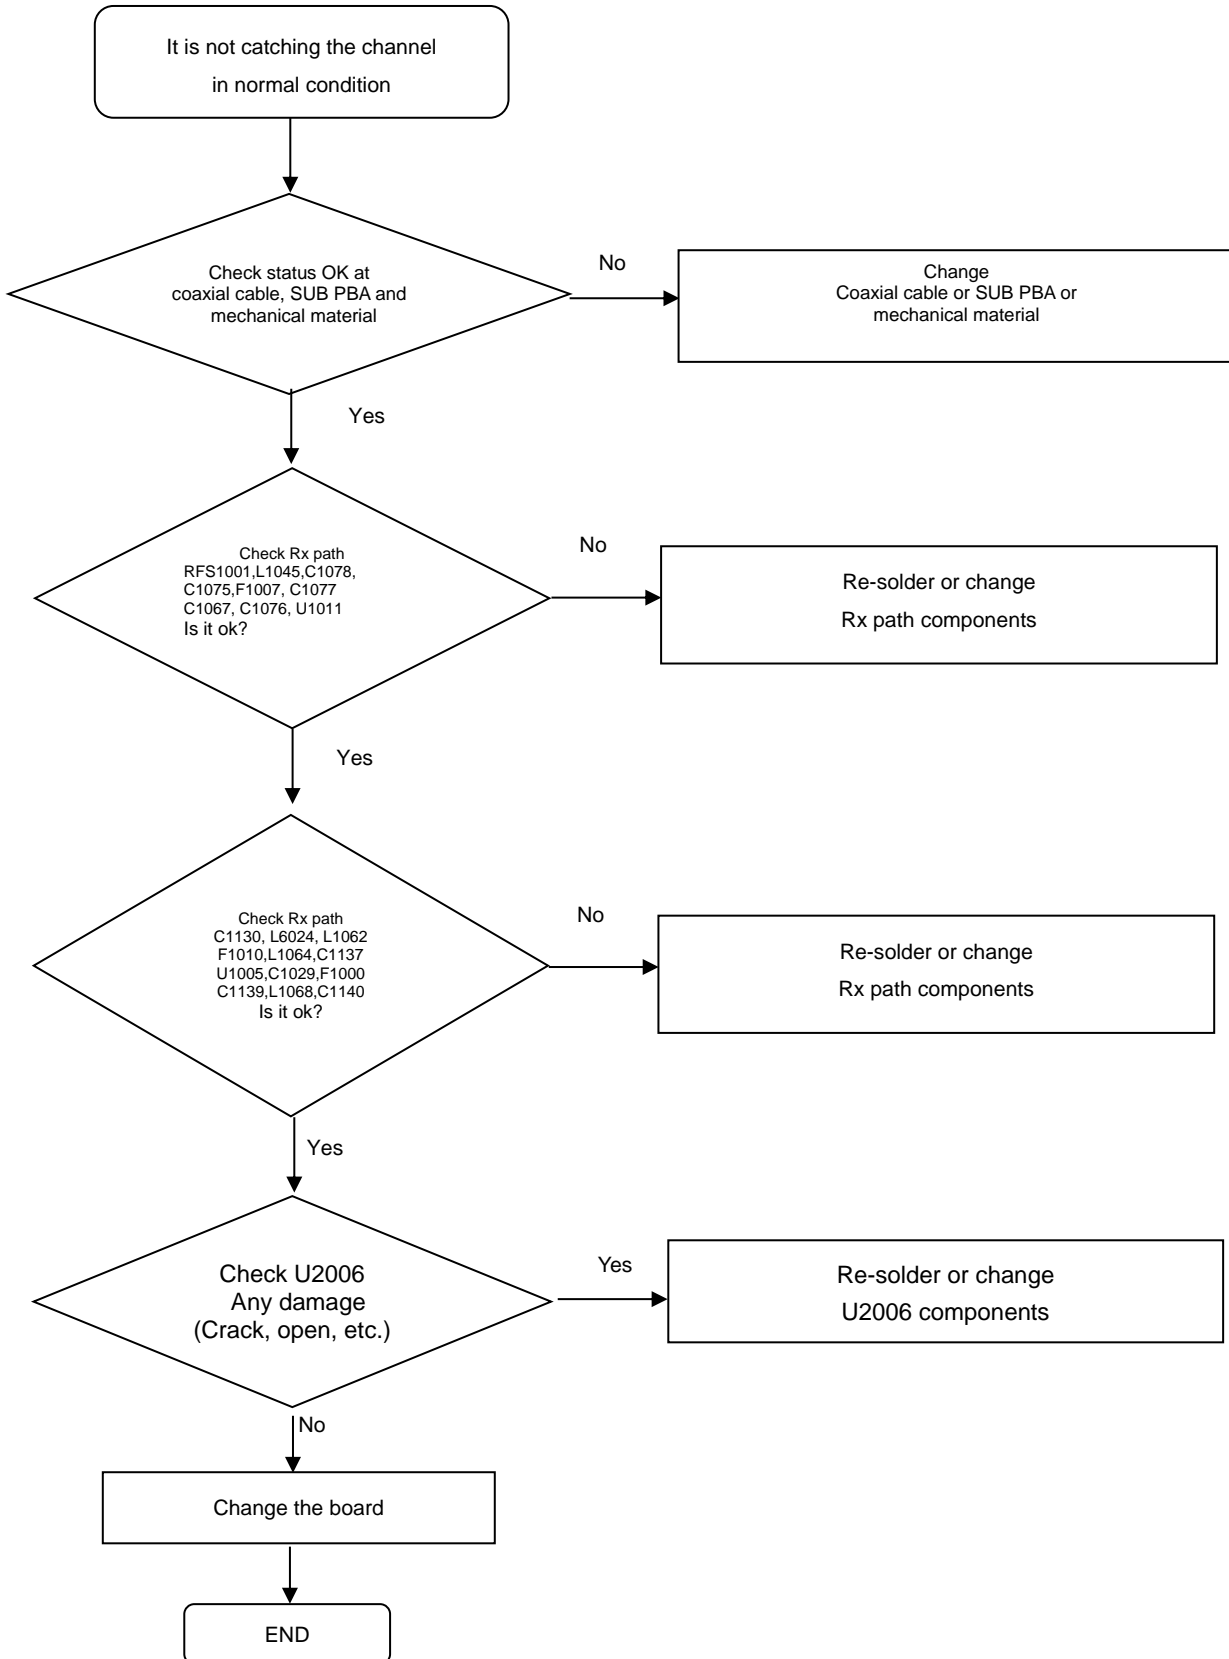 It is not catching the channel
in normal condition
Check status OK at
coaxial cable, SUB PBA and
mechanical material
No
Change
Coaxial cable or SUB PBA or
mechanical material
Yes
Check Rx path
RFS1001,L1045,C1078,
C1075,F1007, C1077
C1067, C1076, U1011
Is it ok?
No
Re-solder or change
Rx path components
Yes
Check Rx path
C1130, L6024, L1062
F1010,L1064,C1137
U1005,C1029,F1000
C1139,L1068,C1140
Is it ok?
No
Re-solder or change
Rx path components
Yes
Check U2006
Any damage
(Crack, open, etc.)
Yes
Re-solder or change
U2006 components
No
Change the board
END